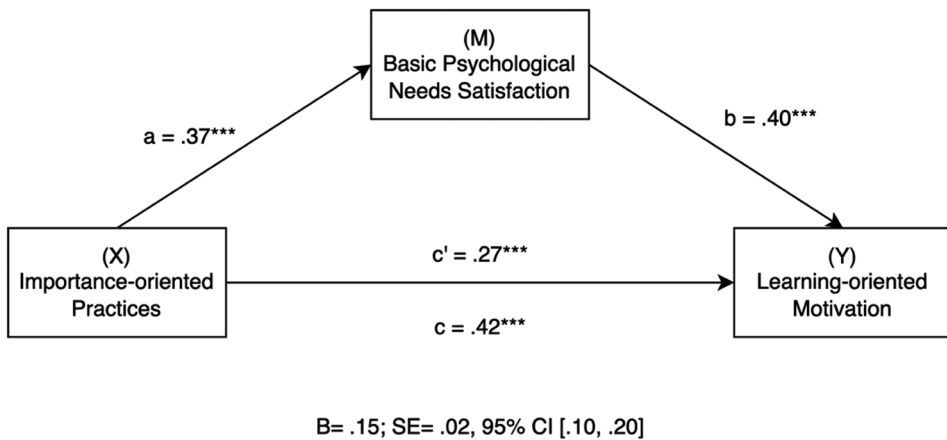 (M)
Basic Psychological
Needs Satisfaction
a = .37***
b = .40***
(X)
Importance-oriented
Practices
c' = .27***
c = .42***
(Y)
Learning-oriented
Motivation
B= .15; SE= .02, 95% CI [.10, .20]